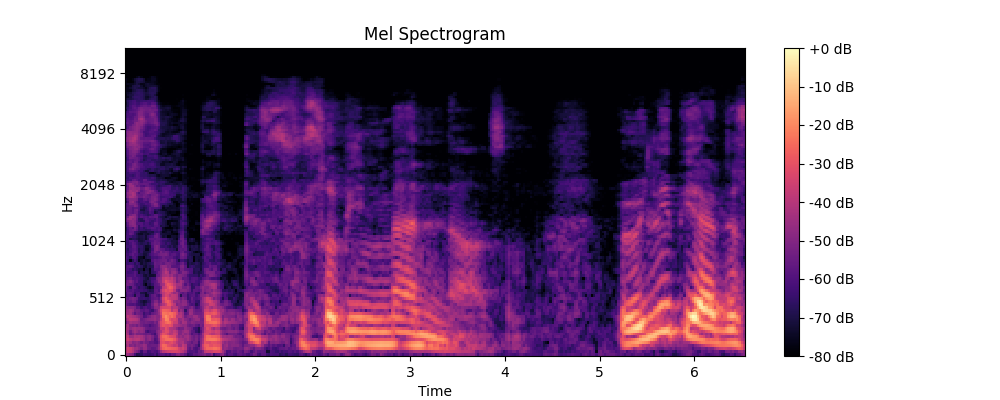 Mel Spectrogram
8192
4096
2048
1024
512
0
Hz
0 1 2 3 4 5 6
Time
+0 dB
-10 dB
-20 dB
-30 dB
-40 dB
-50 dB
-60 dB
-70 dB
-80 dB